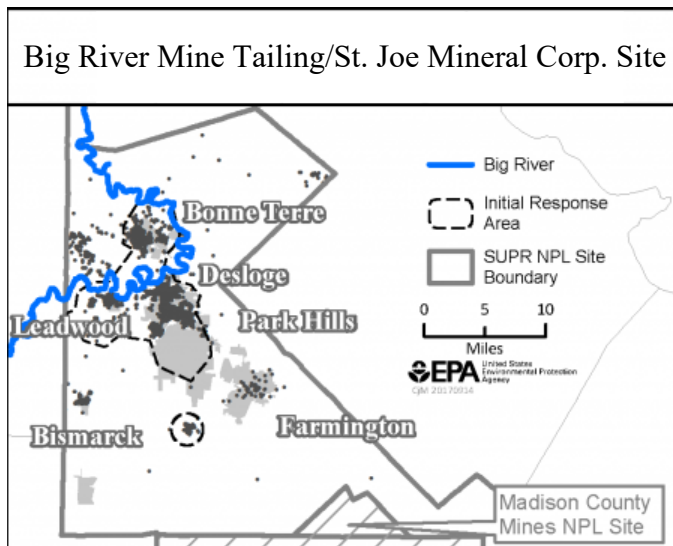 Big River Mine Tailing/St. Joe Mineral Corp. Site
Big River
Initial Response
Area
SUPR NPL Site
Boundary
0 5 10
Miles
EPA
United States
Environmental Protection
Agency
CJM 20170314
Bonne Terre
Desloge
Leadwood
Park Hills
Bismarck
Farmington
Madison County
Mines NPL Site